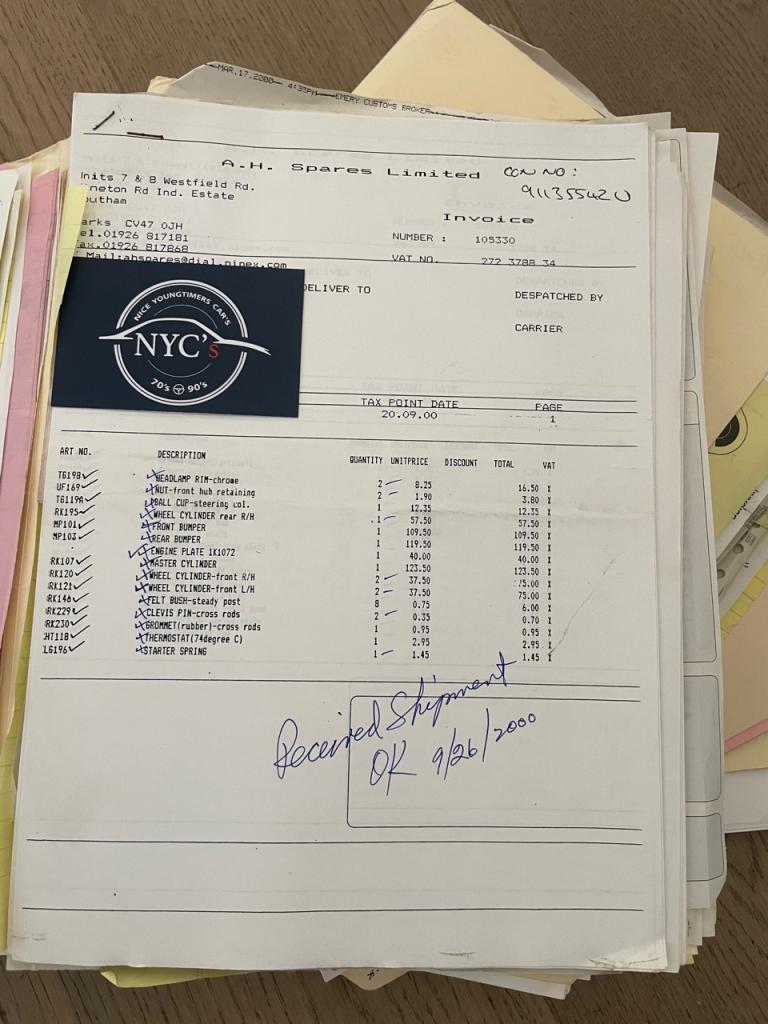 MAR.17.2000 4:33PM EMERY CUSTOMS BROKER
A.H. Spares Limited
CON NO:
91135542 U
Units 7 & 8 Westfield Rd.
neton Rd Ind. Estate
outham
Invoice
arks CV47 0JH
el.01926 817181
ax.01926 817868
Mail:ahspares@dial.pipex.com
NUMBER : 105330
VAT NO. 272 3788 34
DELIVER TO
DESPATCHED BY
CARRIER
NICE YOUNGTIMERS CAR'S
NYC's
70's 90's
TAX POINT DATE PAGE
20.09.00 1
ART NO. DESCRIPTION QUANTITY UNITPRICE DISCOUNT TOTAL VAT
TG19B HEADLAMP RIM-chrome 2 8.25 16.50 X
UF169 NUT-front hub retaining 2 1.90 3.80 X
TG119A BALL CUP-steering col. 1 12.35 12.35 X
RK195 WHEEL CYLINDER rear R/H 1 57.50 57.50 X
MP101 FRONT BUMPER 1 109.50 109.50 X
MP103 REAR BUMPER 1 119.50 119.50 X
ENGINE PLATE 1K1072 1 40.00 40.00 X
RK107 MASTER CYLINDER 1 123.50 123.50 X
RK120 WHEEL CYLINDER-front R/H 2 37.50 75.00 X
RK121 WHEEL CYLINDER-front L/H 2 37.50 75.00 X
RK146 FELT BUSH-steady post 8 0.75 6.00 X
RK229 CLEVIS PIN-cross rods 2 0.35 0.70 X
RK230 GROMMET(rubber)-cross rods 1 0.95 0.95 X
HT118 THERMOSTAT(74degree C) 1 2.95 2.95 X
LG196 STARTER SPRING 1 1.45 1.45 X
Received Shipment
OK 9/26/2000